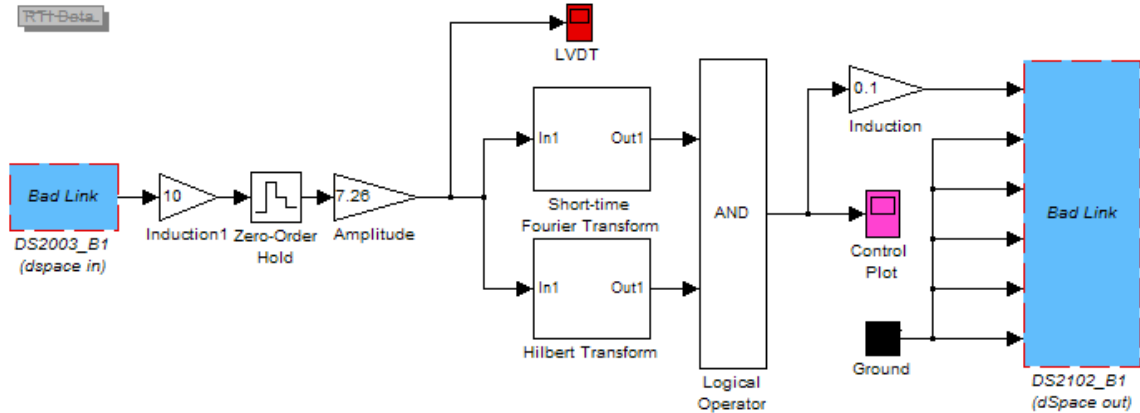 RTI Data
LVDT
In1
Out1
Short-time
Fourier Transform
Bad Link
DS2003_B1
(dspace in)
10
Induction1
Zero-Order
Hold
7.26
Amplitude
In1
Out1
Hilbert Transform
AND
Logical
Operator
0.1
Induction
Control
Plot
Ground
Bad Link
DS2102_B1
(dSpace out)